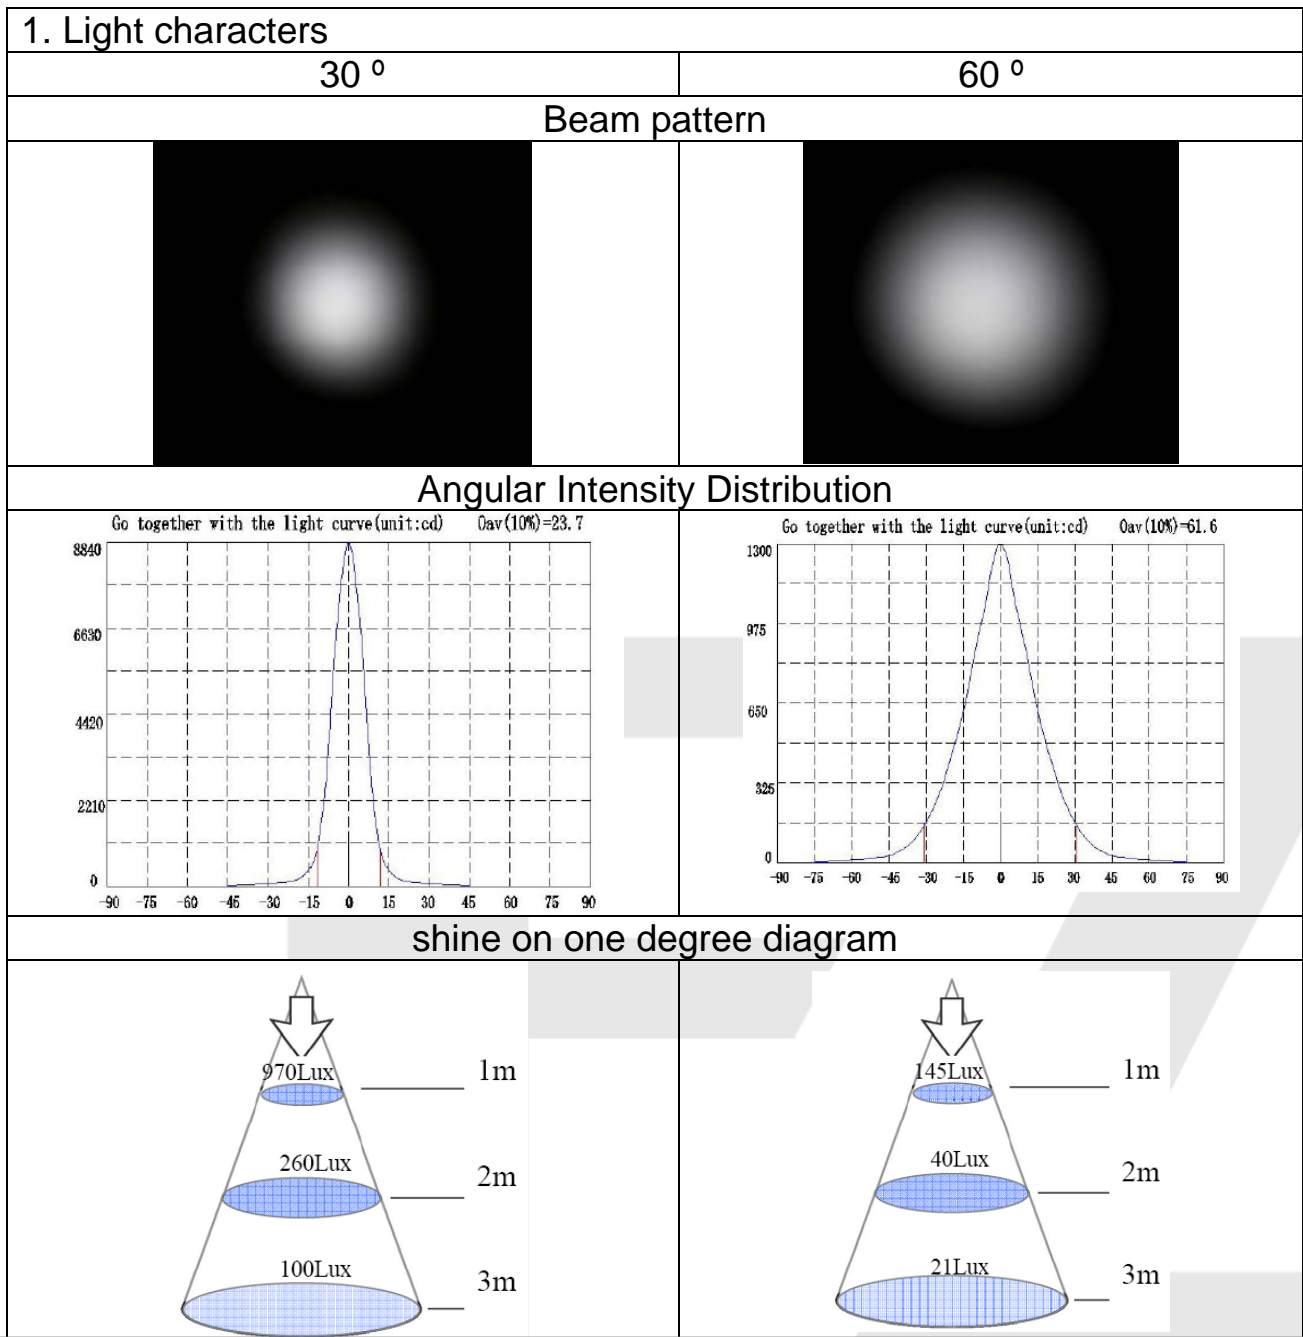 1. Light characters
30 º
60 º
Beam pattern
Angular Intensity Distribution
Go together with the light curve(unit:cd) Oav(10%)=23.7
8840
6630
4420
2210
0
-90 -75 -60 -45 -30 -15 0 15 30 45 60 75 90
Go together with the light curve(unit:cd) Oav(10%)=61.6
1300
975
650
325
0
-90 -75 -60 -45 -30 -15 0 15 30 45 60 75 90
shine on one degree diagram
970Lux 1m
260Lux 2m
100Lux 3m
145Lux 1m
40Lux 2m
21Lux 3m